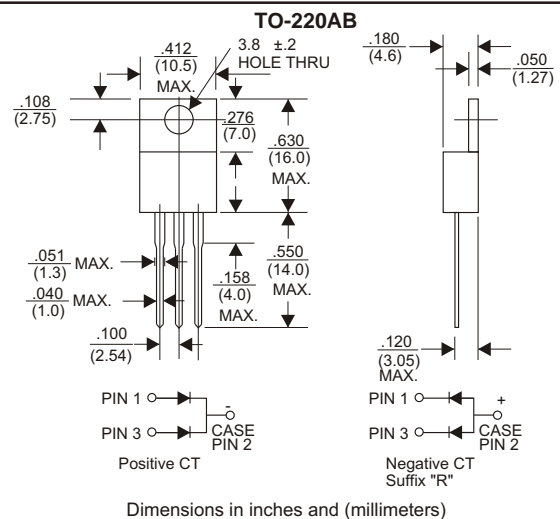 TO-220AB
.412
(10.5)
MAX.
3.8 ±.2
HOLE THRU
.180
(4.6)
.050
(1.27)
.108
(2.75)
.276
(7.0)
.630
(16.0)
MAX.
.051
(1.3) MAX.
.040
(1.0) MAX.
.158
(4.0)
MAX.
.550
(14.0)
MAX.
.100
(2.54)
.120
(3.05)
MAX.
PIN 1
PIN 3
-
CASE
PIN 2
Positive CT
PIN 1
PIN 3
+
CASE
PIN 2
Negative CT
Suffix "R"
Dimensions in inches and (millimeters)